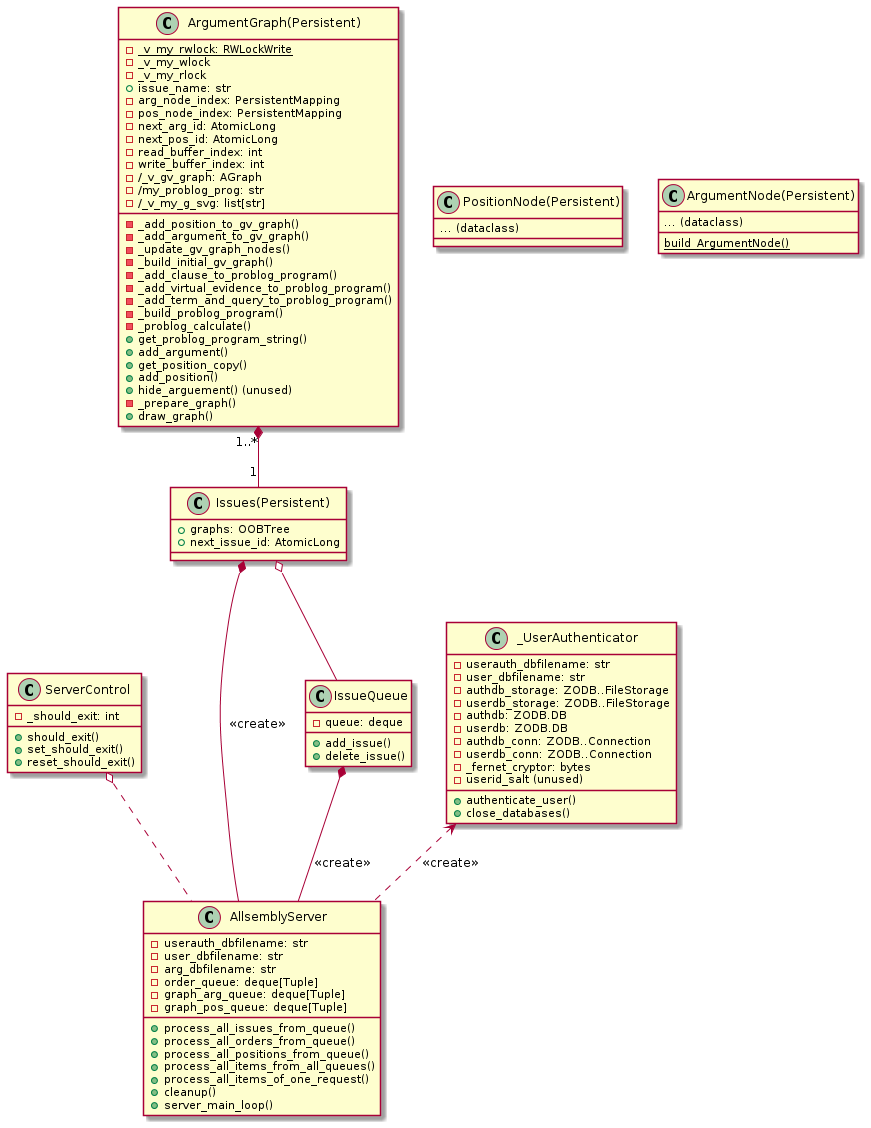 C ArgumentGraph(Persistent)
_v_my_rwlock: RWLockWrite
_v_my_wlock
_v_my_rlock
issue_name: str
arg_node_index: PersistentMapping
pos_node_index: PersistentMapping
next_arg_id: AtomicLong
next_pos_id: AtomicLong
read_buffer_index: int
write_buffer_index: int
/_v_gv_graph: AGraph
/my_problog_prog: str
/_v_my_g_svg: list[str]
_add_position_to_gv_graph()
_add_argument_to_gv_graph()
_update_gv_graph_nodes()
_build_initial_gv_graph()
_add_clause_to_problog_program()
_add_virtual_evidence_to_problog_program()
_add_term_and_query_to_problog_program()
_build_problog_program()
_problog_calculate()
get_problog_program_string()
add_argument()
get_position_copy()
add_position()
hide_arguement() (unused)
_prepare_graph()
draw_graph()
C PositionNode(Persistent)
... (dataclass)
C ArgumentNode(Persistent)
... (dataclass)
build_ArgumentNode()
1..*
1
C Issues(Persistent)
graphs: OOBTree
next_issue_id: AtomicLong
C ServerControl
_should_exit: int
should_exit()
set_should_exit()
reset_should_exit()
«create»
C IssueQueue
queue: deque
add_issue()
delete_issue()
C _UserAuthenticator
userauth_dbfilename: str
user_dbfilename: str
authdb_storage: ZODB..FileStorage
userdb_storage: ZODB..FileStorage
authdb: ZODB.DB
userdb: ZODB.DB
authdb_conn: ZODB..Connection
userdb_conn: ZODB..Connection
_fernet_cryptor: bytes
userid_salt (unused)
authenticate_user()
close_databases()
«create»
«create»
C AllsemblyServer
userauth_dbfilename: str
user_dbfilename: str
arg_dbfilename: str
order_queue: deque[Tuple]
graph_arg_queue: deque[Tuple]
graph_pos_queue: deque[Tuple]
process_all_issues_from_queue()
process_all_orders_from_queue()
process_all_positions_from_queue()
process_all_items_from_all_queues()
process_all_items_of_one_request()
cleanup()
server_main_loop()